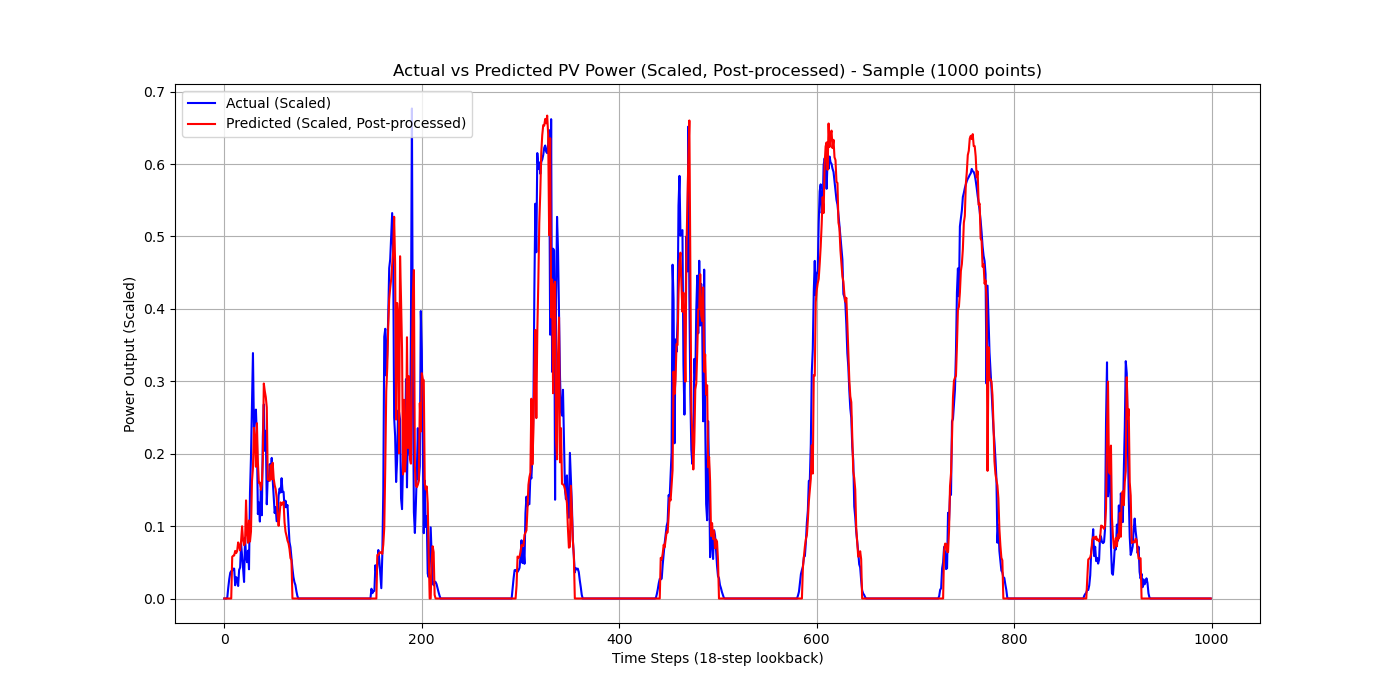 Actual vs Predicted PV Power (Scaled, Post-processed) - Sample (1000 points)
Actual (Scaled)
Predicted (Scaled, Post-processed)
Power Output (Scaled)
0.7
0.6
0.5
0.4
0.3
0.2
0.1
0.0
0 200 400 600 800 1000
Time Steps (18-step lookback)